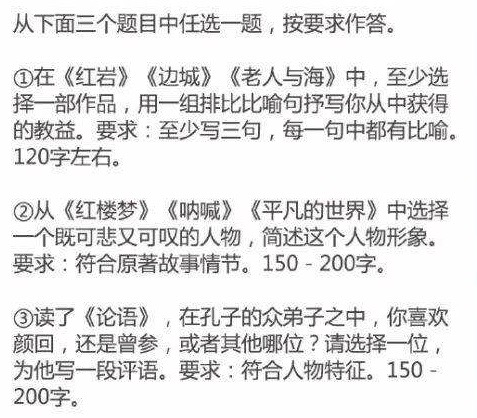 从下面三个题目中任选一题，按要求作答。
①在《红岩》《边城》《老人与海》中，至少选
择一部作品，用一组排比比喻句抒写你从中获得
的教益。要求：至少写三句，每一句中都有比喻。
120字左右。
②从《红楼梦》《呐喊》《平凡的世界》中选择
一个既可悲又可叹的人物，简述这个人物形象。
要求：符合原著故事情节。150－200字。
③读了《论语》，在孔子的众弟子之中，你喜欢
颜回，还是曾参，或者其他哪位？请选择一位，
为他写一段评语。要求：符合人物特征。150－
200字。